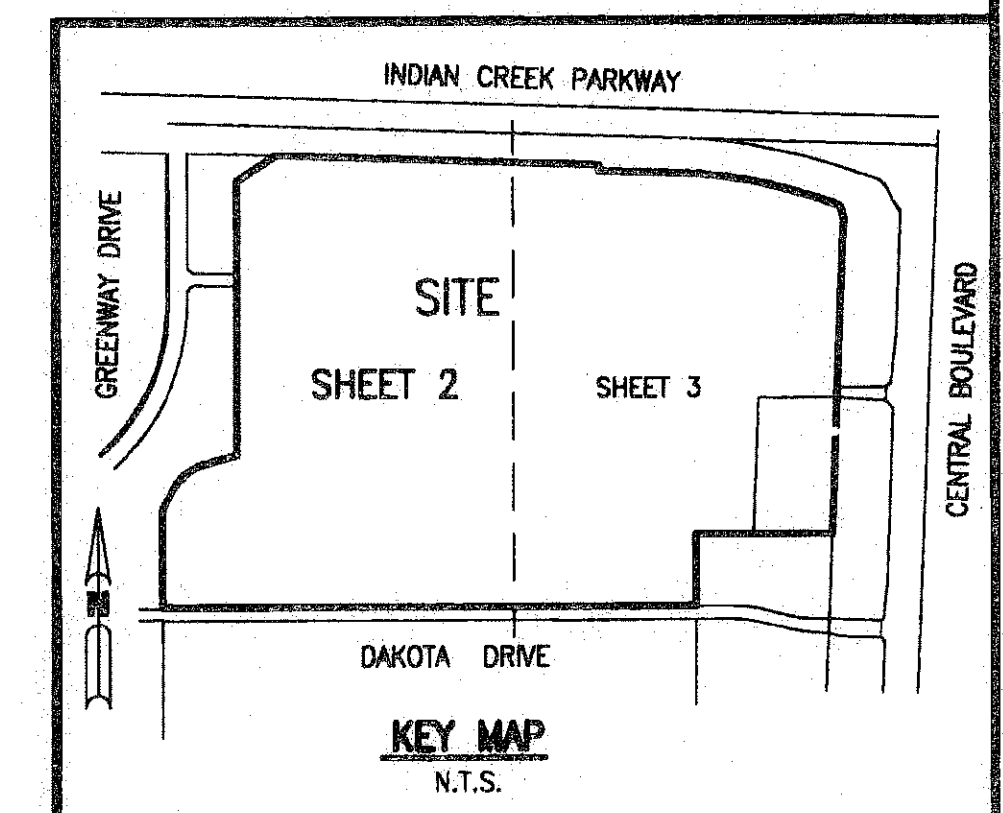 INDIAN CREEK PARKWAY
GREENWAY DRIVE
SITE
SHEET 2
SHEET 3
CENTRAL BOULEVARD
DAKOTA DRIVE
KEY MAP
N.T.S.